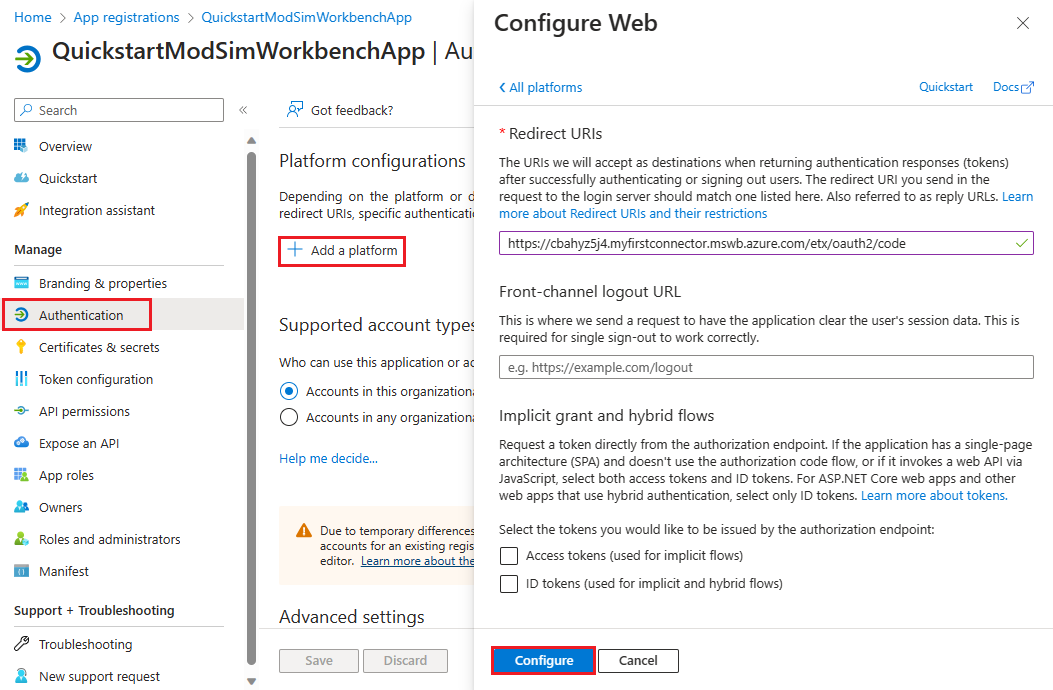 Home > App registrations > QuickstartModSimWorkbenchApp
QuickstartModSimWorkbenchApp | Au
Search
«
Overview
Quickstart
Integration assistant
Manage
Branding & properties
Authentication
Certificates & secrets
Token configuration
API permissions
Expose an API
App roles
Owners
Roles and administrators
Manifest
Support + Troubleshooting
Troubleshooting
New support request
Got feedback?
Platform configurations
Depending on the platform or d
redirect URIs, specific authenticatio
Add a platform
Supported account types
Who can use this application or ac
Accounts in this organizationa
Accounts in any organizationa
Help me decide...
Due to temporary differences
accounts for an existing regis
editor. Learn more about the
Advanced settings
Save
Discard
Configure Web
All platforms
Quickstart
Docs
* Redirect URIs
The URIs we will accept as destinations when returning authentication responses (tokens)
after successfully authenticating or signing out users. The redirect URI you send in the
request to the login server should match one listed here. Also referred to as reply URLs. Learn
more about Redirect URIs and their restrictions
https://cbahyz5j4.myfirstconnector.mswb.azure.com/etx/oauth2/code
Front-channel logout URL
This is where we send a request to have the application clear the user's session data. This is
required for single sign-out to work correctly.
e.g. https://example.com/logout
Implicit grant and hybrid flows
Request a token directly from the authorization endpoint. If the application has a single-page
architecture (SPA) and doesn't use the authorization code flow, or if it invokes a web API via
JavaScript, select both access tokens and ID tokens. For ASP.NET Core web apps and other
web apps that use hybrid authentication, select only ID tokens. Learn more about tokens.
Select the tokens you would like to be issued by the authorization endpoint:
Access tokens (used for implicit flows)
ID tokens (used for implicit and hybrid flows)
Configure
Cancel